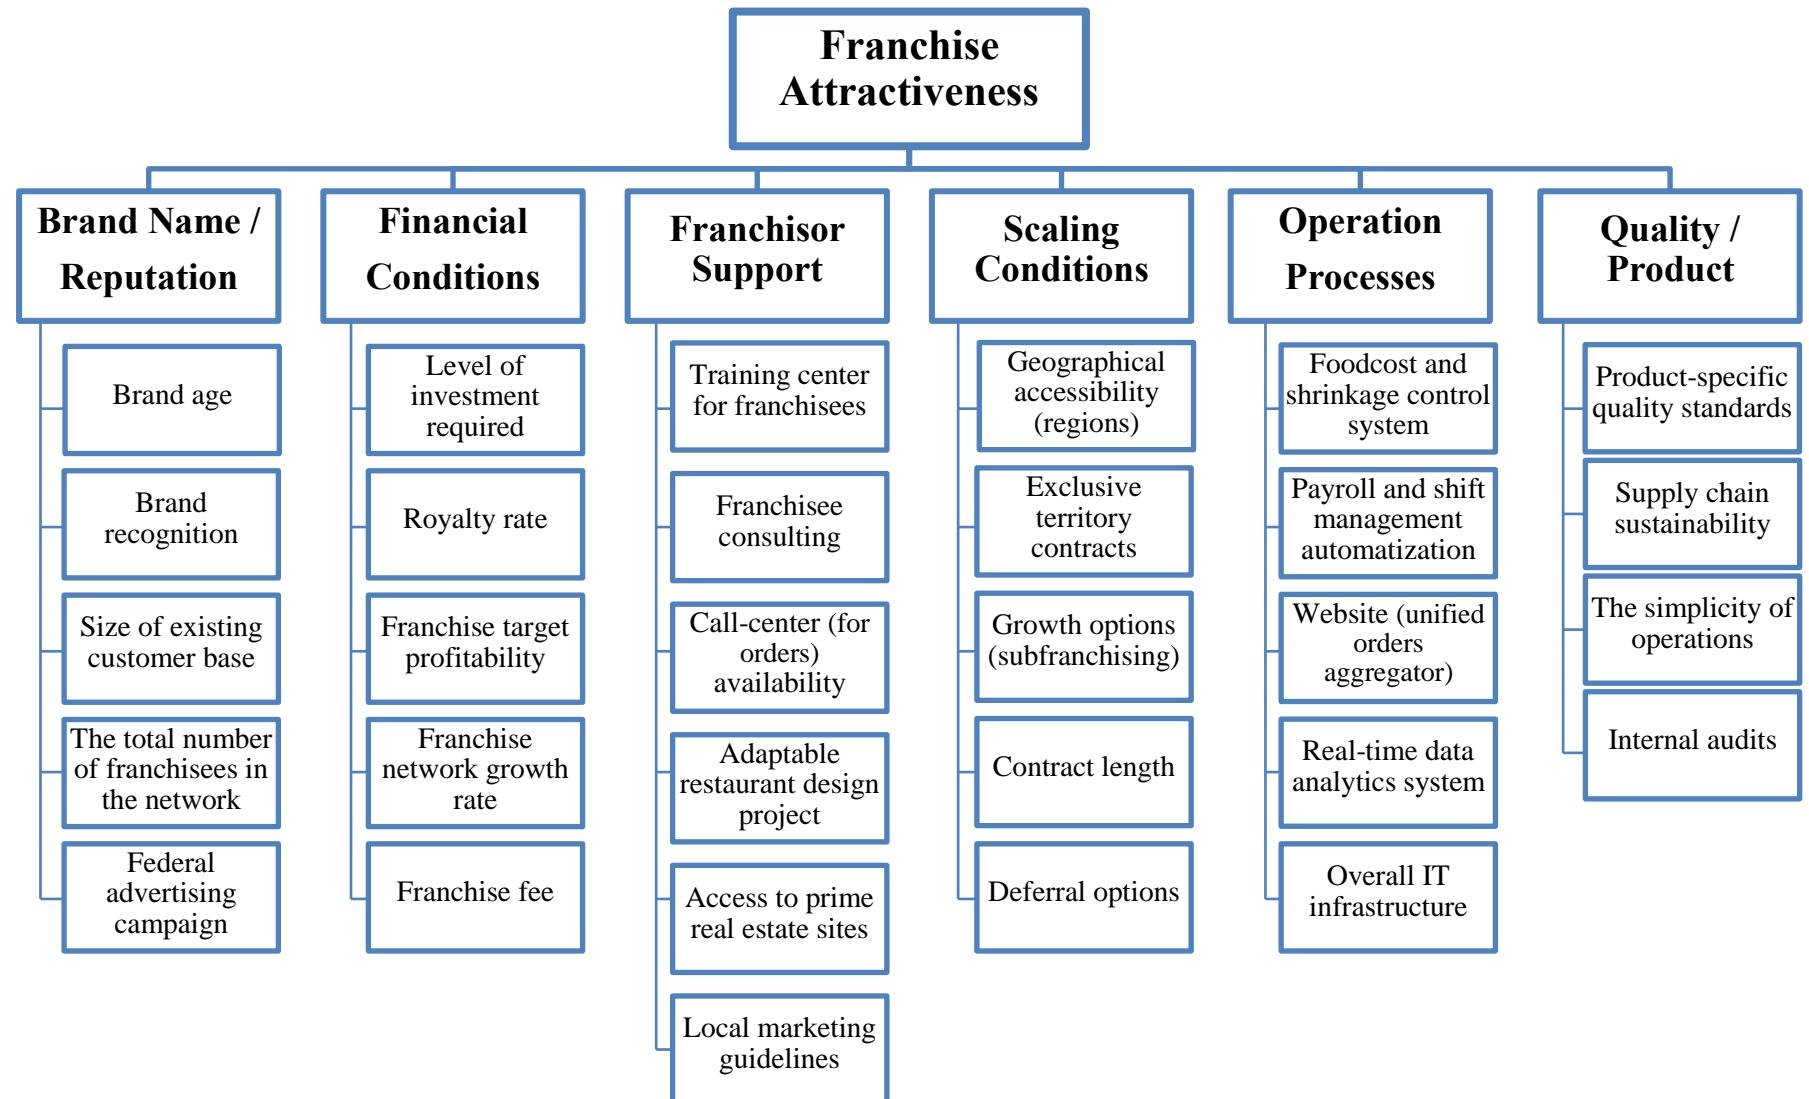 Franchise
Attractiveness
Brand Name /
Reputation
Brand age
Brand
recognition
Size of existing
customer base
The total number
of franchisees in
the network
Federal
advertising
campaign
Financial
Conditions
Level of
investment
required
Royalty rate
Franchise target
profitability
Franchise
network growth
rate
Franchise fee
Franchisor
Support
Training center
for franchisees
Franchisee
consulting
Call-center (for
orders)
availability
Adaptable
restaurant design
project
Access to prime
real estate sites
Local marketing
guidelines
Scaling
Conditions
Geographical
accessibility
(regions)
Exclusive
territory
contracts
Growth options
(subfranchising)
Contract length
Deferral options
Operation
Processes
Foodcost and
shrinkage control
system
Payroll and shift
management
automatization
Website (unified
orders
aggregator)
Real-time data
analytics system
Overall IT
infrastructure
Quality /
Product
Product-specific
quality standards
Supply chain
sustainability
The simplicity of
operations
Internal audits